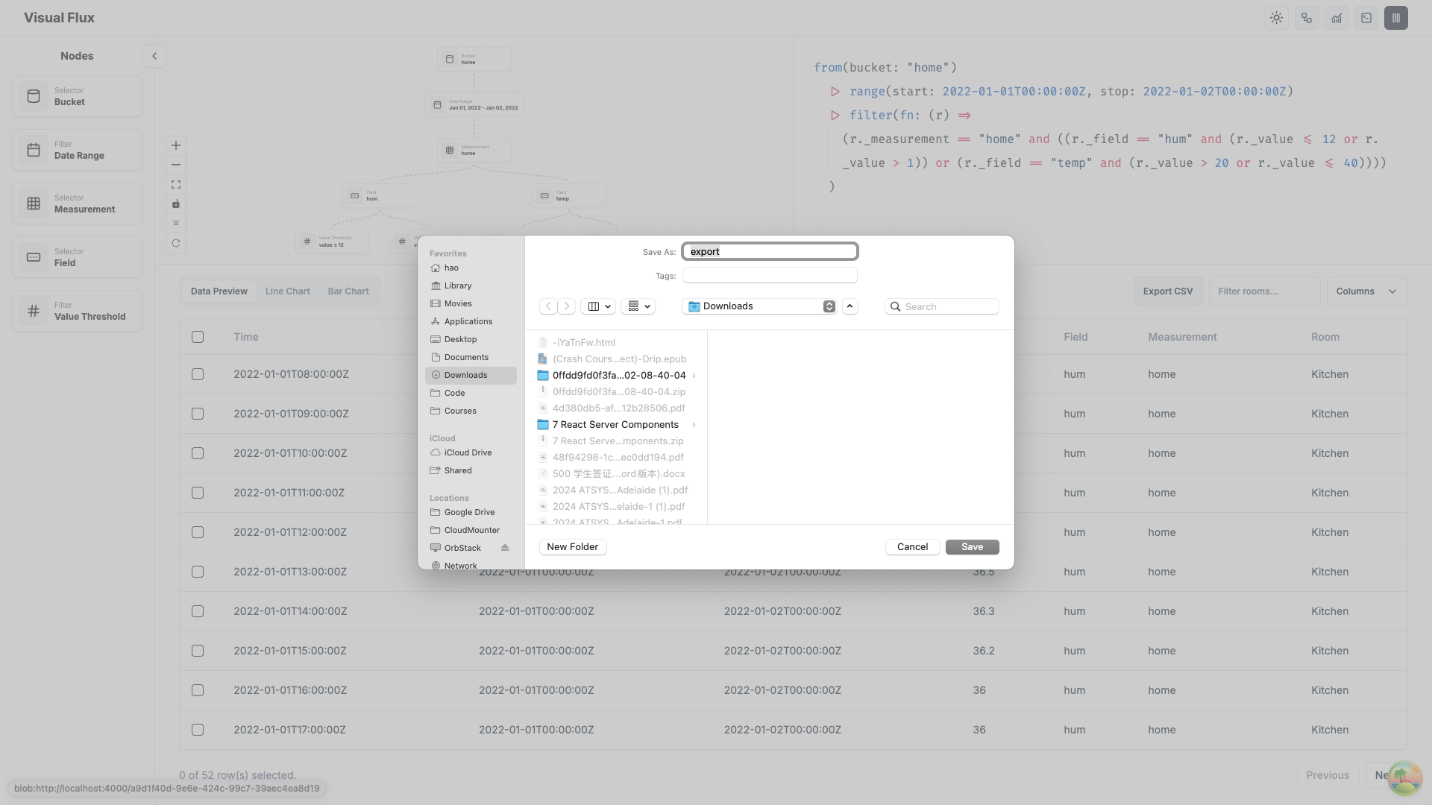 Visual Flux
Nodes
Selector
Bucket
Filter
Date Range
Selector
Measurement
Selector
Field
Filter
Value Threshold
Bucket
home
Date Range
Jan 01, 2022 - Jan 02, 2022
Measurement
home
Field
hum
Field
temp
Value Threshold
value ≤ 12
from(bucket: "home")
▷ range(start: 2022-01-01T00:00:00Z, stop: 2022-01-02T00:00:00Z)
▷ filter(fn: (r) ⇒
(r._measurement == "home" and ((r._field == "hum" and (r._value ≤ 12 or r.
_value > 1)) or (r._field == "temp" and (r._value > 20 or r._value ≤ 40))))
)
Data Preview
Line Chart
Bar Chart
Export CSV
Filter rooms...
Columns
Time
Field
Measurement
Room
2022-01-01T08:00:00Z
hum
home
Kitchen
2022-01-01T09:00:00Z
hum
home
Kitchen
2022-01-01T10:00:00Z
hum
home
Kitchen
2022-01-01T11:00:00Z
hum
home
Kitchen
2022-01-01T12:00:00Z
hum
home
Kitchen
2022-01-01T13:00:00Z
2022-01-01T00:00:00Z
2022-01-02T00:00:00Z
36.5
hum
home
Kitchen
2022-01-01T14:00:00Z
2022-01-01T00:00:00Z
2022-01-02T00:00:00Z
36.3
hum
home
Kitchen
2022-01-01T15:00:00Z
2022-01-01T00:00:00Z
2022-01-02T00:00:00Z
36.2
hum
home
Kitchen
2022-01-01T16:00:00Z
2022-01-01T00:00:00Z
2022-01-02T00:00:00Z
36
hum
home
Kitchen
2022-01-01T17:00:00Z
2022-01-01T00:00:00Z
2022-01-02T00:00:00Z
36
hum
home
Kitchen
0 of 52 row(s) selected.
Previous
Ne
blob:http://localhost:4000/a9d1f40d-9e6e-424c-99c7-39aec4ea8d19
Favorites
hao
Library
Movies
Applications
Desktop
Documents
Downloads
Code
Courses
iCloud
iCloud Drive
Shared
Locations
Google Drive
CloudMounter
OrbStack
Network
Save As:
export
Tags:
Downloads
Search
-iYaTnFw.html
(Crash Cours...ect)-Drip.epub
0ffdd9fd0f3fa...02-08-40-04
0ffdd9fd0f3fa...08-40-04.zip
4d380db5-af...12b28506.pdf
7 React Server Components
7 React Serve...mponents.zip
48f94298-1c...ec0dd194.pdf
500 学生签证...ord版本).docx
2024 ATSYS...Adelaide (1).pdf
2024 ATSYS...elaide-1 (1).pdf
2024 ATSYS...Adelaide-1.pdf
New Folder
Cancel
Save